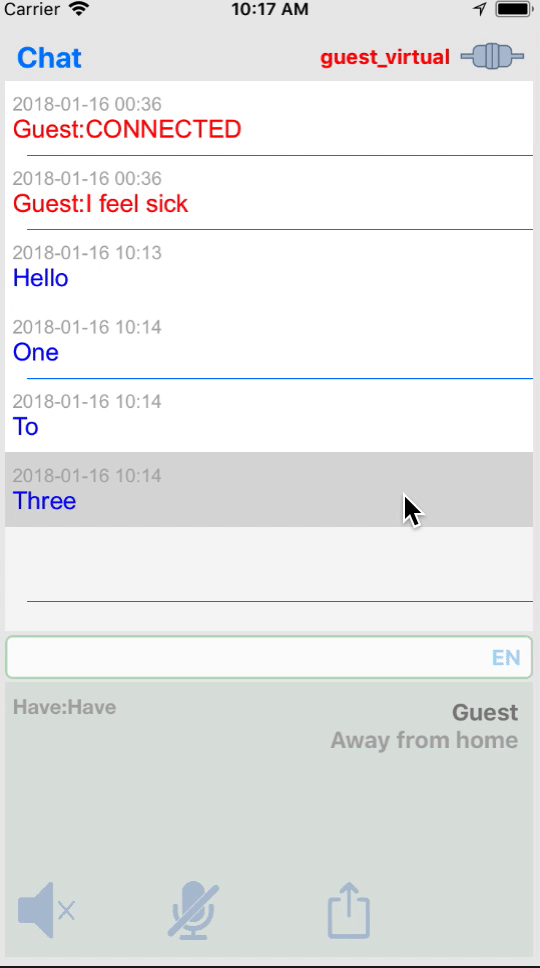 Carrier 10:17 AM
Chat guest_virtual
2018-01-16 00:36
Guest:CONNECTED
2018-01-16 00:36
Guest:I feel sick
2018-01-16 10:13
Hello
2018-01-16 10:14
One
2018-01-16 10:14
To
2018-01-16 10:14
Three
EN
Have:Have
Guest
Away from home